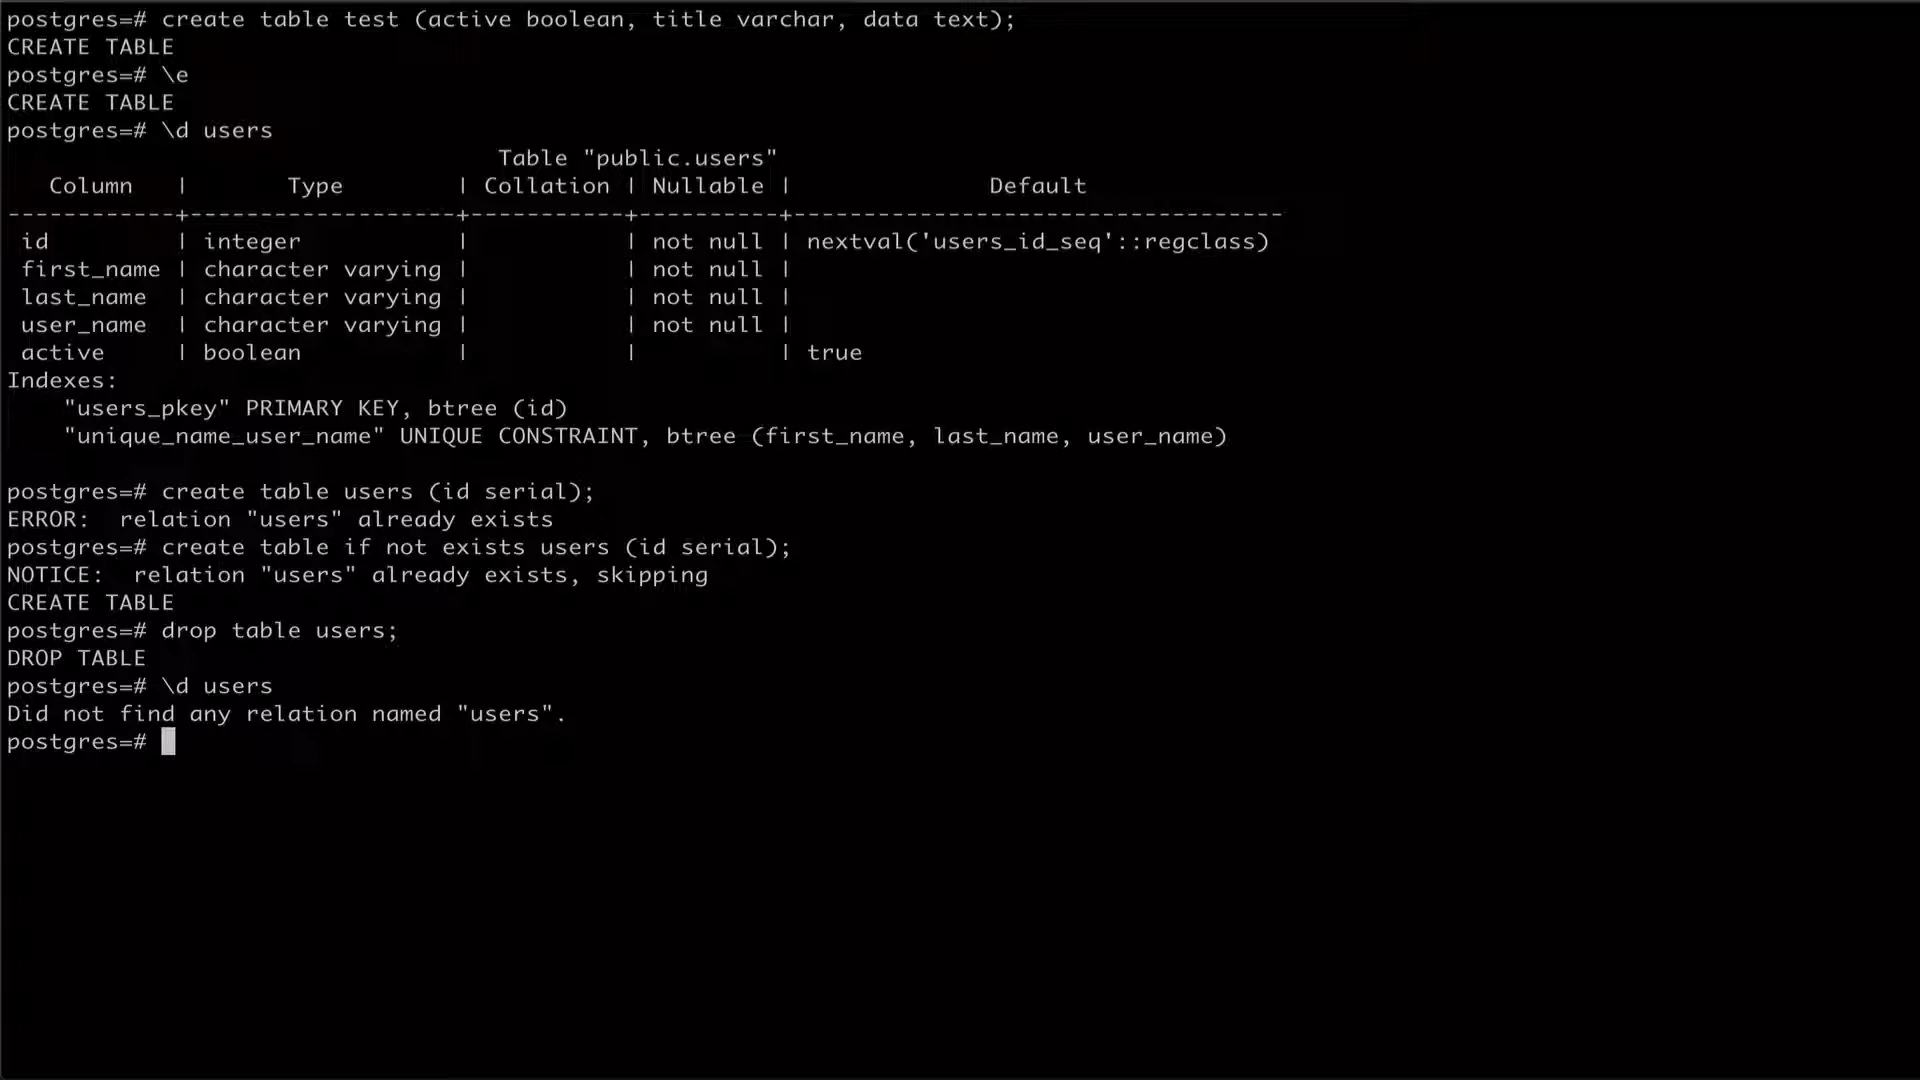 postgres=# create table test (active boolean, title varchar, data text);
CREATE TABLE
postgres=# \e
CREATE TABLE
postgres=# \d users
                                   Table "public.users"
   Column   |       Type        | Collation | Nullable |              Default
------------+-------------------+-----------+----------+-----------------------------------
 id         | integer           |           | not null | nextval('users_id_seq'::regclass)
 first_name | character varying |           | not null |
 last_name  | character varying |           | not null |
 user_name  | character varying |           | not null |
 active     | boolean           |           |          | true
Indexes:
    "users_pkey" PRIMARY KEY, btree (id)
    "unique_name_user_name" UNIQUE CONSTRAINT, btree (first_name, last_name, user_name)

postgres=# create table users (id serial);
ERROR:  relation "users" already exists
postgres=# create table if not exists users (id serial);
NOTICE:  relation "users" already exists, skipping
CREATE TABLE
postgres=# drop table users;
DROP TABLE
postgres=# \d users
Did not find any relation named "users".
postgres=#